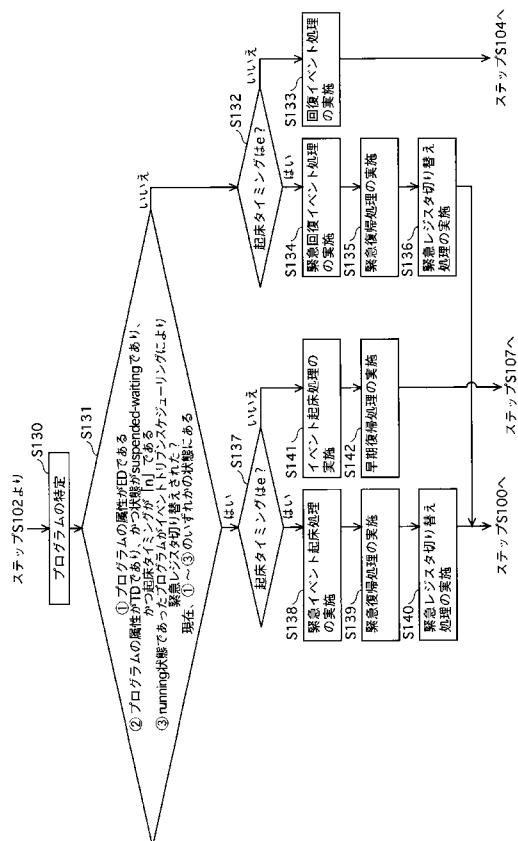 ステップS102より
S130
プログラムの特定
S131
① プログラムの属性がEDである
② プログラムの属性がTDであり、かつ状態がsuspended-waitingであり、
かつ起床タイミングが「n」である
③ running状態であったプログラムがイベントドリブンスケジューリングにより
緊急レジスタ切り替えされた?
現在、①~③のいずれかの状態にある
いいえ
はい
S132
起床タイミングはe?
いいえ
はい
S133
回復イベント処理
の実施
S134
緊急回復イベント処理
の実施
S135
緊急復帰処理の実施
S136
緊急レジスタ切り替え
処理の実施
ステップS104へ
S137
起床タイミングはe?
いいえ
はい
S141
イベント起床処理の
実施
S142
早期復帰処理の実施
ステップS107へ
S138
緊急イベント起床処理
の実施
S139
緊急復帰処理の実施
S140
緊急レジスタ切り替え
処理の実施
ステップS100へ